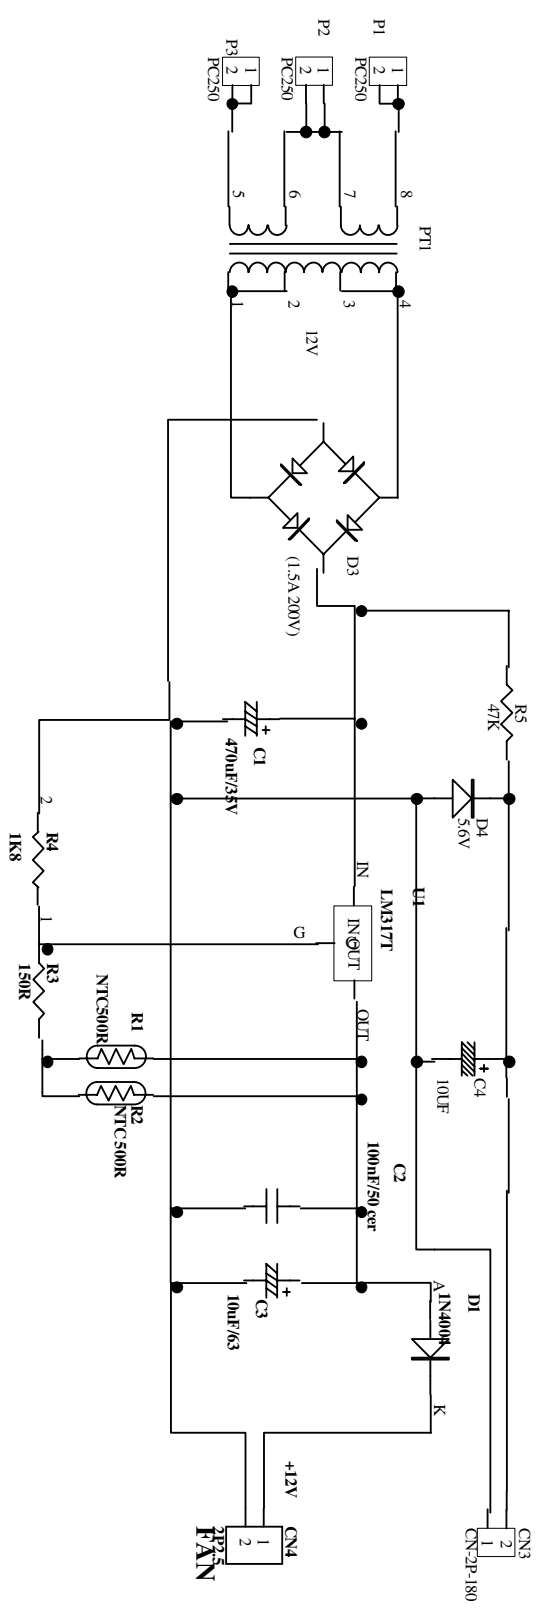 P1
PC250
1
2
P2
PC250
1
2
P3
PC250
1
2
8
7
6
5
PT1
4
3
2
1
12V
D3
(1.5A 200V)
R5
47K
C1
+
470uF/35V
D4
5.6V
2
R4
1K8
1
IN
U1
LM317T
IN
OUT
G
OUT
R3
150R
R1
NTC500R
R2
NTC500R
+
C4
10UF
C2
100nF/50 cer
+
C3
10uF/63
D1
A
1N4001
K
+12V
CN4
1
2
2P2.5
FAN
CN3
2
1
CN-2P-180